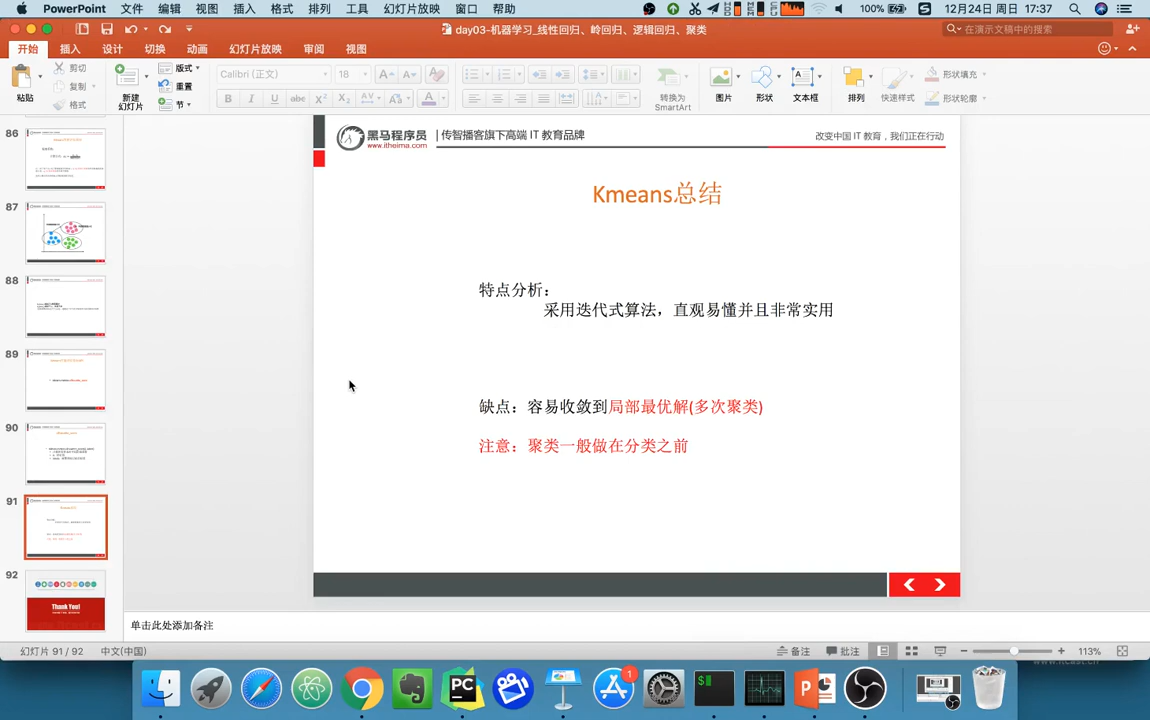 PowerPoint 文件 编辑 视图 插入 格式 排列 工具 幻灯片放映 窗口 帮助 100% 12月24日 周日 17:37
day03-机器学习_线性回归、岭回归、逻辑回归、聚类
在演示文稿中的搜索
开始 插入 设计 切换 动画 幻灯片放映 审阅 视图
粘贴
剪切
复制
格式
新建
幻灯片
版式
重置
节
Calibri (正文) 18
转换为
SmartArt
图片
形状
文本框
排列
快速样式
形状填充
形状轮廓
86
87
88
89
90
91
92
Thank You!
黑马程序员
www.itheima.com
传智播客旗下高端 IT 教育品牌
改变中国 IT 教育，我们正在行动
Kmeans总结
特点分析：
采用迭代式算法，直观易懂并且非常实用
缺点：容易收敛到局部最优解(多次聚类)
注意：聚类一般做在分类之前
单击此处添加备注
幻灯片 91 / 92 中文(中国) 备注 批注 113%
www.itcast.cn
PC
1